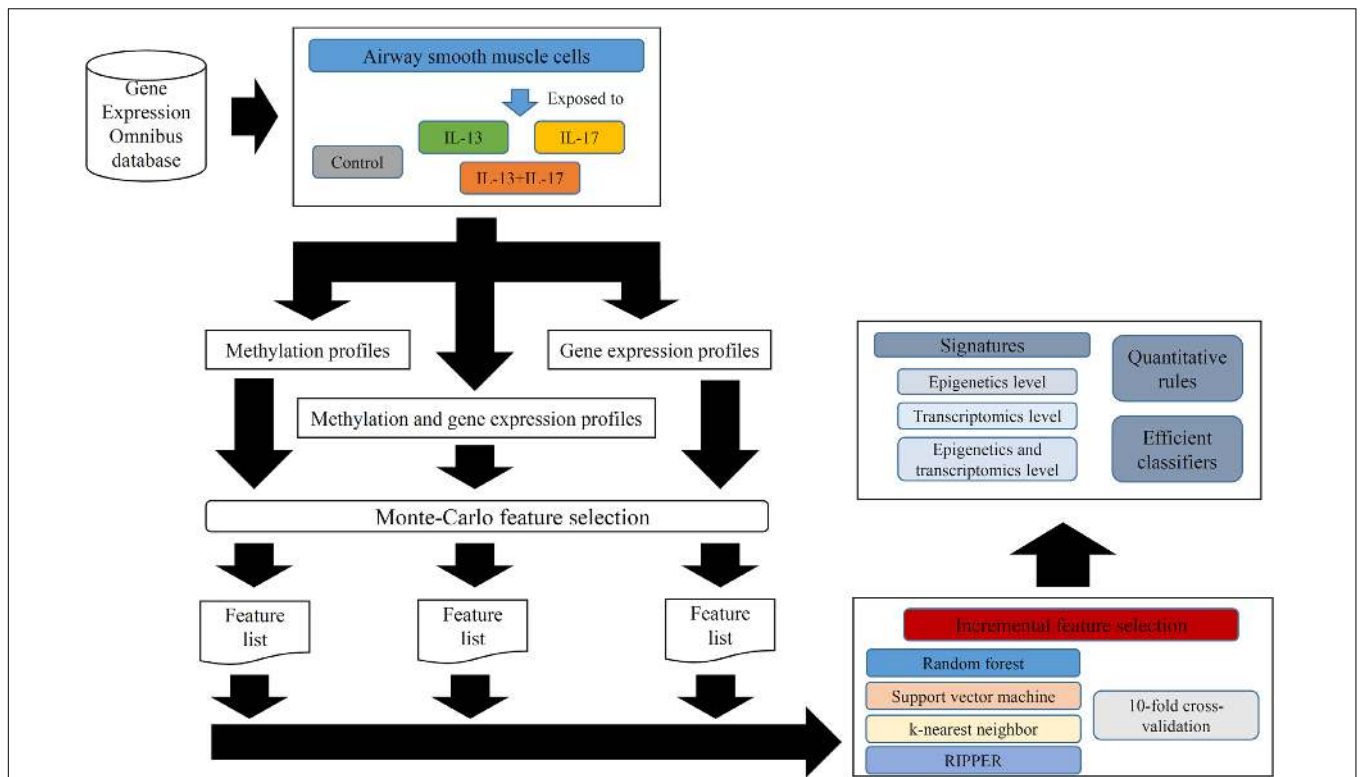 Gene
Expression
Omnibus
database
Airway smooth muscle cells
Exposed to
IL-13
IL-17
Control
IL-13+IL-17
Methylation profiles
Gene expression profiles
Methylation and gene expression profiles
Monte-Carlo feature selection
Feature
list
Feature
list
Feature
list
Signatures
Epigenetics level
Transcriptomics level
Epigenetics and
transcriptomics level
Quantitative
rules
Efficient
classifiers
Incremental feature selection
Random forest
Support vector machine
k-nearest neighbor
RIPPER
10-fold cross-
validation